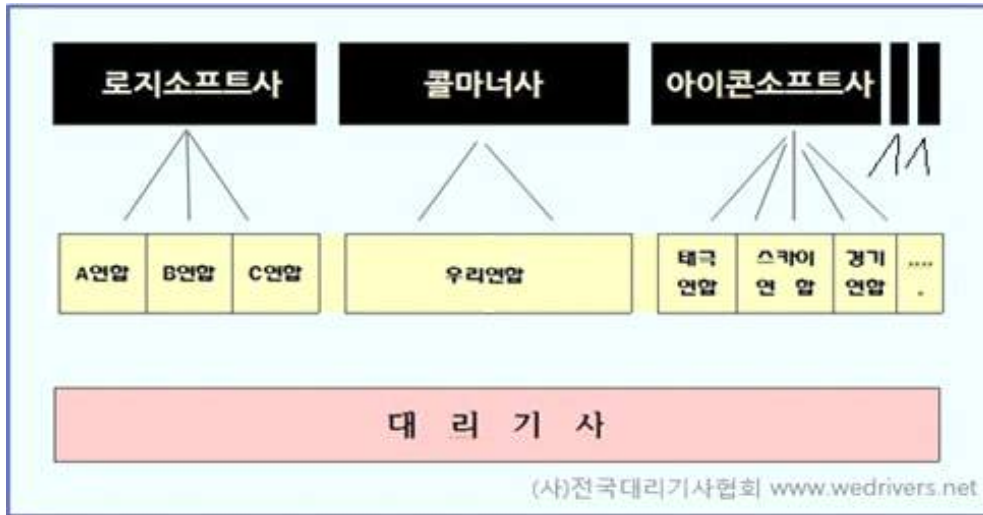 로지소프트사 콜마너사 아이콘소프트사
A연합 B연합 C연합 우리연합 태극 연합 스카이 연 합 경기 연합 .... .
대 리 기 사
(사)전국대리기사협회 www.wedrivers.net